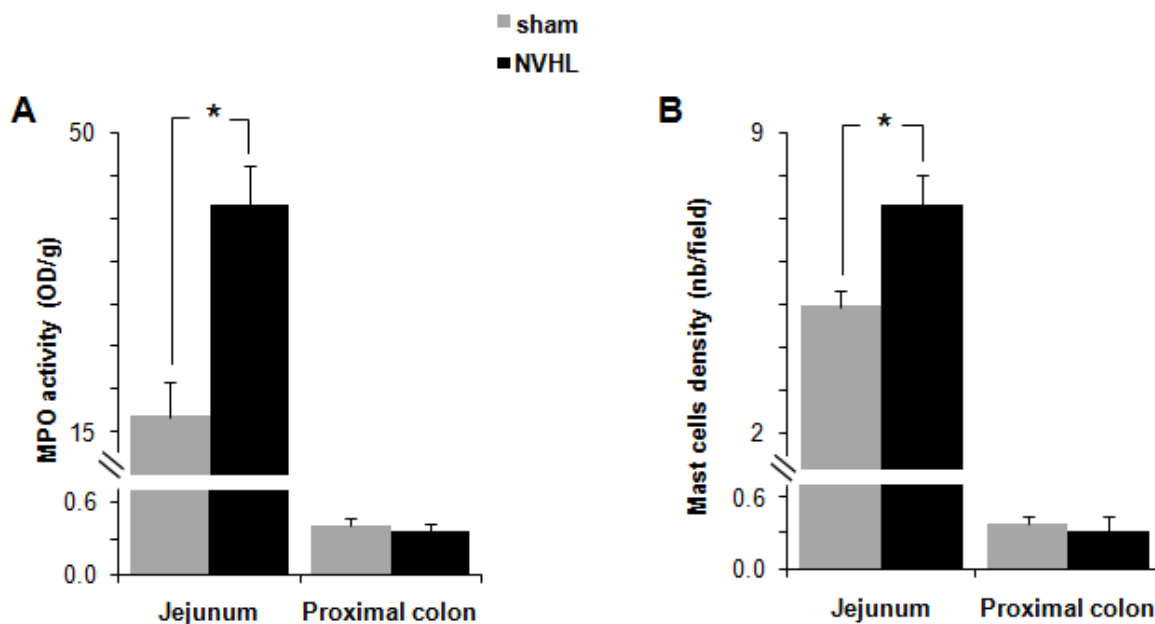 sham
NVHL
A
*
50
15
0.6
0.0
MPO activity (OD/g)
Jejunum
Proximal colon
B
*
9
2
0.6
0.0
Mast cells density (nb/field)
Jejunum
Proximal colon